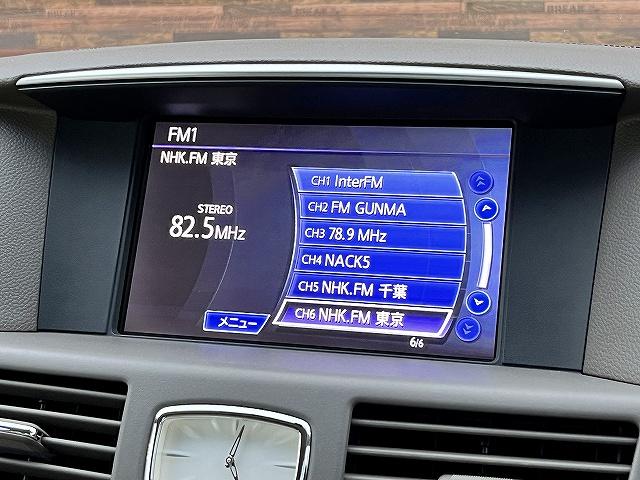 FM1
NHK.FM 東京
STEREO
82.5MHz
メニュー
CH1 InterFM
CH2 FM GUNMA
CH3 78.9 MHz
CH4 NACK5
CH5 NHK.FM 千葉
CH6 NHK.FM 東京
6/6